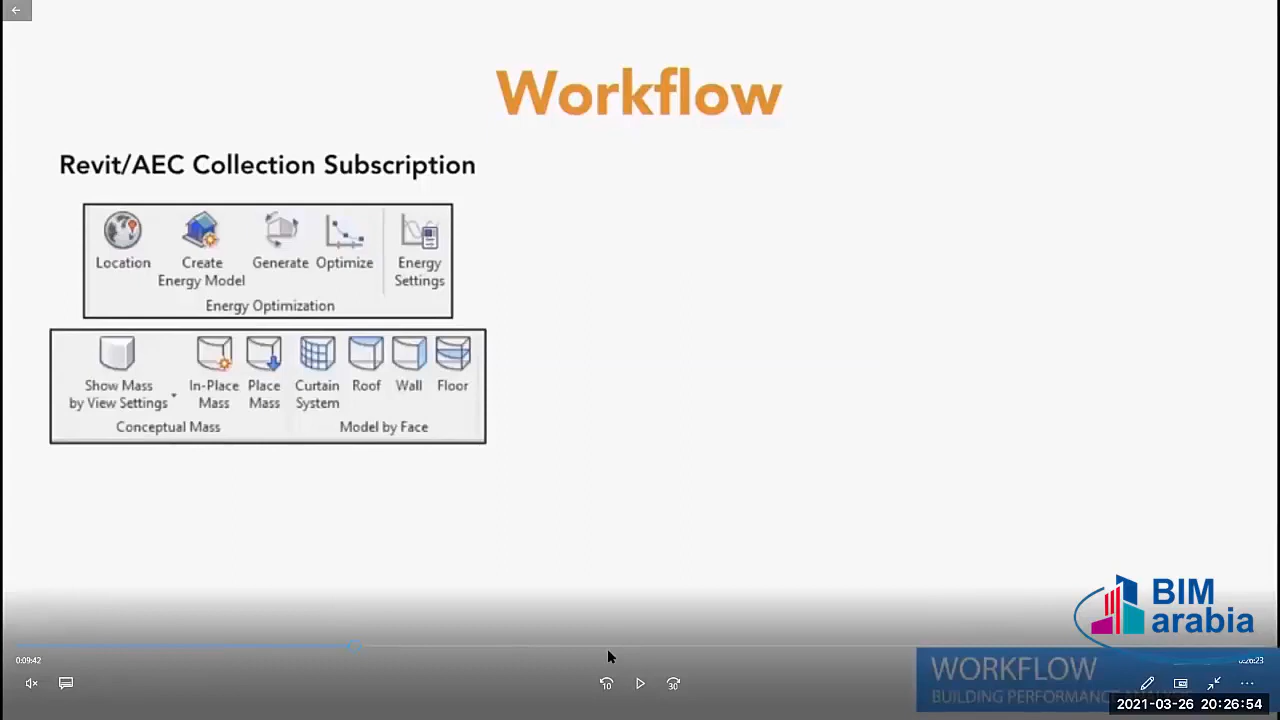 Workflow
Revit/AEC Collection Subscription
Location
Create
Energy Model
Generate
Optimize
Energy
Settings
Energy Optimization
Show Mass
by View Settings
In-Place
Mass
Place
Mass
Curtain
System
Roof
Wall
Floor
Conceptual Mass
Model by Face
BIM
arabia
0:09:42
WORKFLOW
BUILDING PERFORMANCE
10
30
2021-03-26 20:26:54